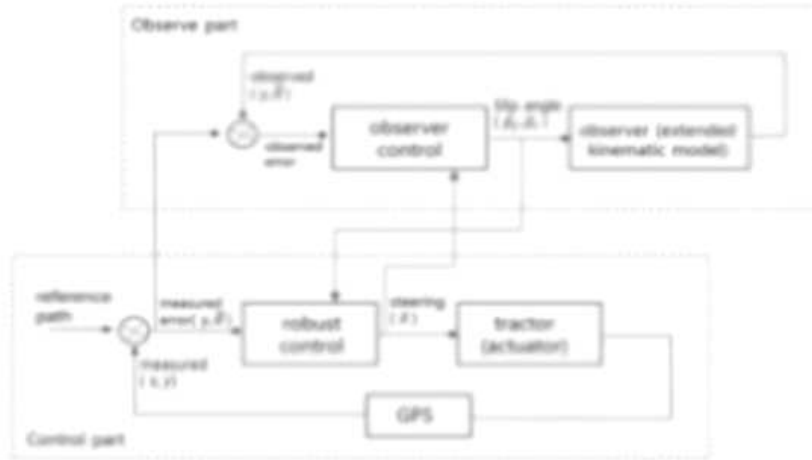 Observe part
observed
observer
control
observed
error
Slip angle
observer (extended
kinematic model)
reference
path
measured
error(
robust
control
steering
tractor
(actuator)
measured
GPS
Control part